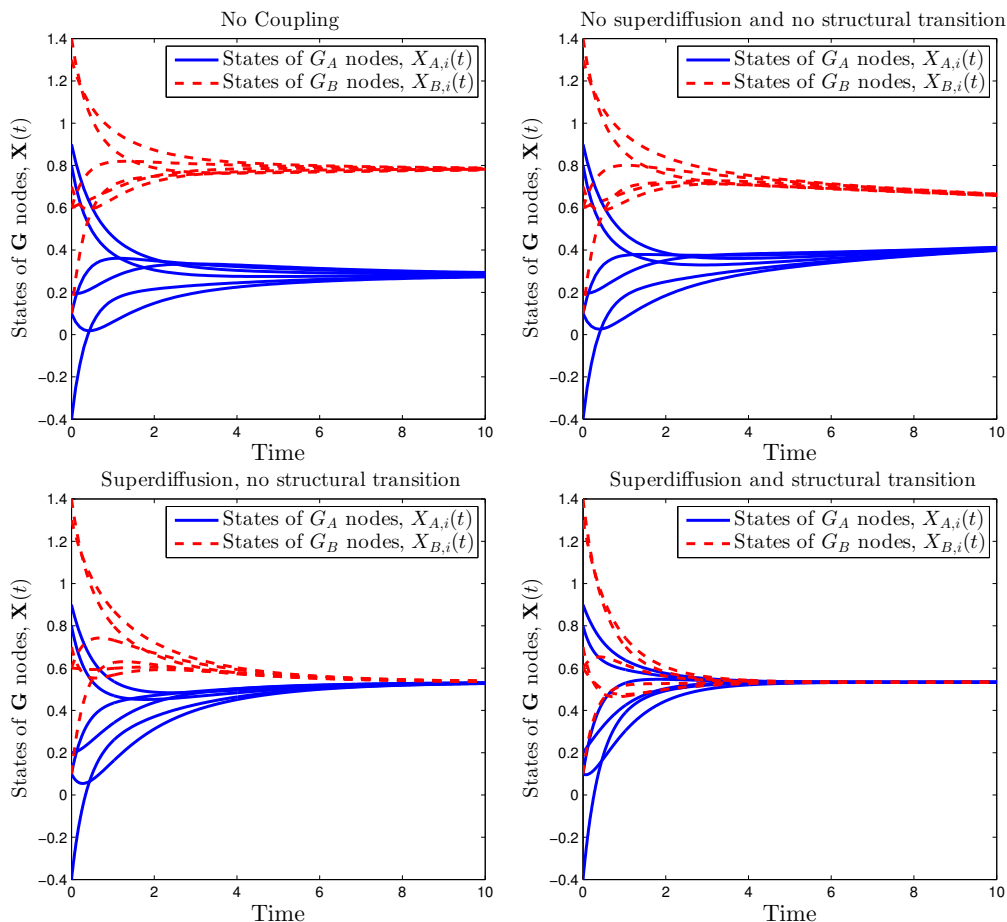 No Coupling
States of G_A nodes, X_{A,i}(t)
States of G_B nodes, X_{B,i}(t)
States of G nodes, X(t)
1.4
1.2
1
0.8
0.6
0.4
0.2
0
−0.2
−0.4
0 2 4 6 8 10
Time
No superdiffusion and no structural transition
States of G_A nodes, X_{A,i}(t)
States of G_B nodes, X_{B,i}(t)
States of G nodes, X(t)
1.4
1.2
1
0.8
0.6
0.4
0.2
0
−0.2
−0.4
0 2 4 6 8 10
Time
Superdiffusion, no structural transition
States of G_A nodes, X_{A,i}(t)
States of G_B nodes, X_{B,i}(t)
States of G nodes, X(t)
1.4
1.2
1
0.8
0.6
0.4
0.2
0
−0.2
−0.4
0 2 4 6 8 10
Time
Superdiffusion and structural transition
States of G_A nodes, X_{A,i}(t)
States of G_B nodes, X_{B,i}(t)
States of G nodes, X(t)
1.4
1.2
1
0.8
0.6
0.4
0.2
0
−0.2
−0.4
0 2 4 6 8 10
Time